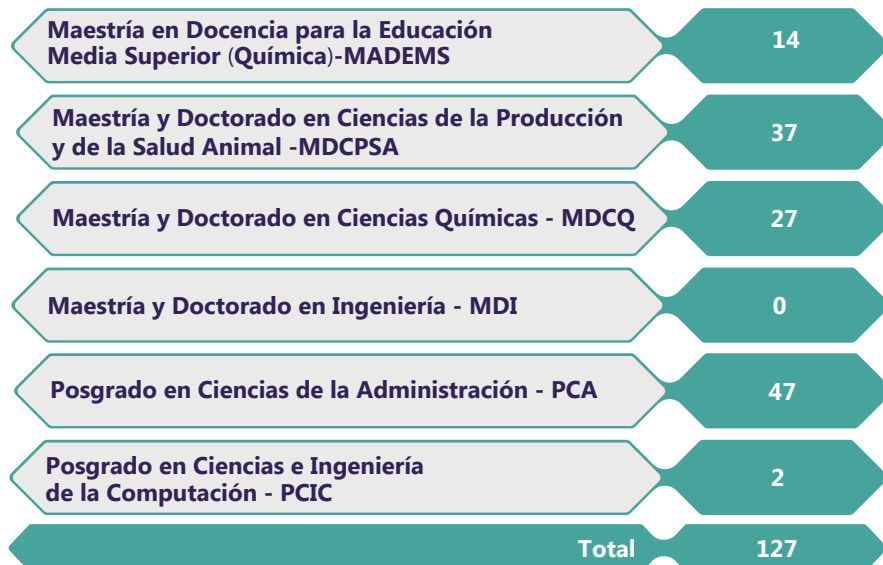 Maestría en Docencia para la Educación
Media Superior (Química)-MADEMS
14
Maestría y Doctorado en Ciencias de la Producción
y de la Salud Animal -MDCPSA
37
Maestría y Doctorado en Ciencias Químicas - MDCQ
27
Maestría y Doctorado en Ingeniería - MDI
0
Posgrado en Ciencias de la Administración - PCA
47
Posgrado en Ciencias e Ingeniería
de la Computación - PCIC
2
Total
127